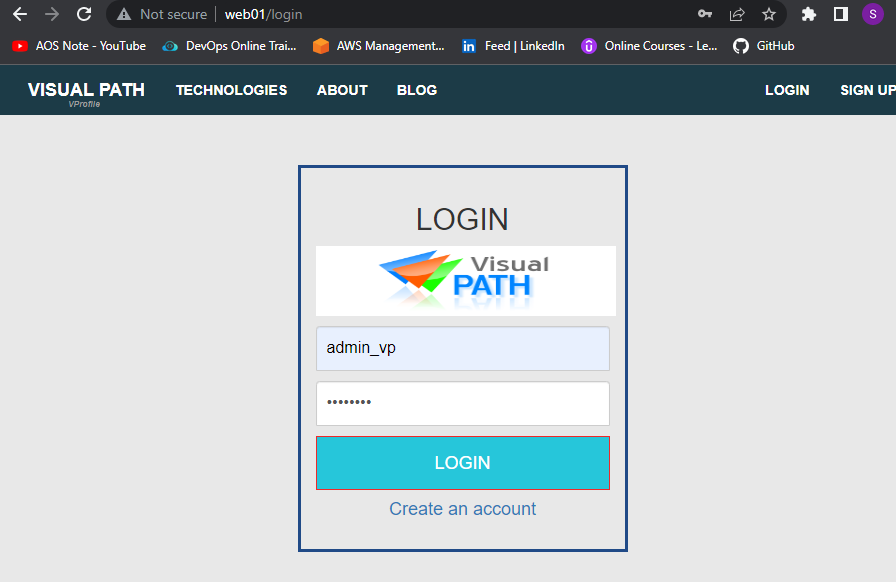 Not secure web01/login S
AOS Note - YouTube DevOps Online Trai... AWS Management... in Feed | LinkedIn Online Courses - Le... GitHub
VISUAL PATH TECHNOLOGIES ABOUT BLOG LOGIN SIGN UP
VProfile
LOGIN
Visual
PATH
admin_vp
••••••••
LOGIN
Create an account